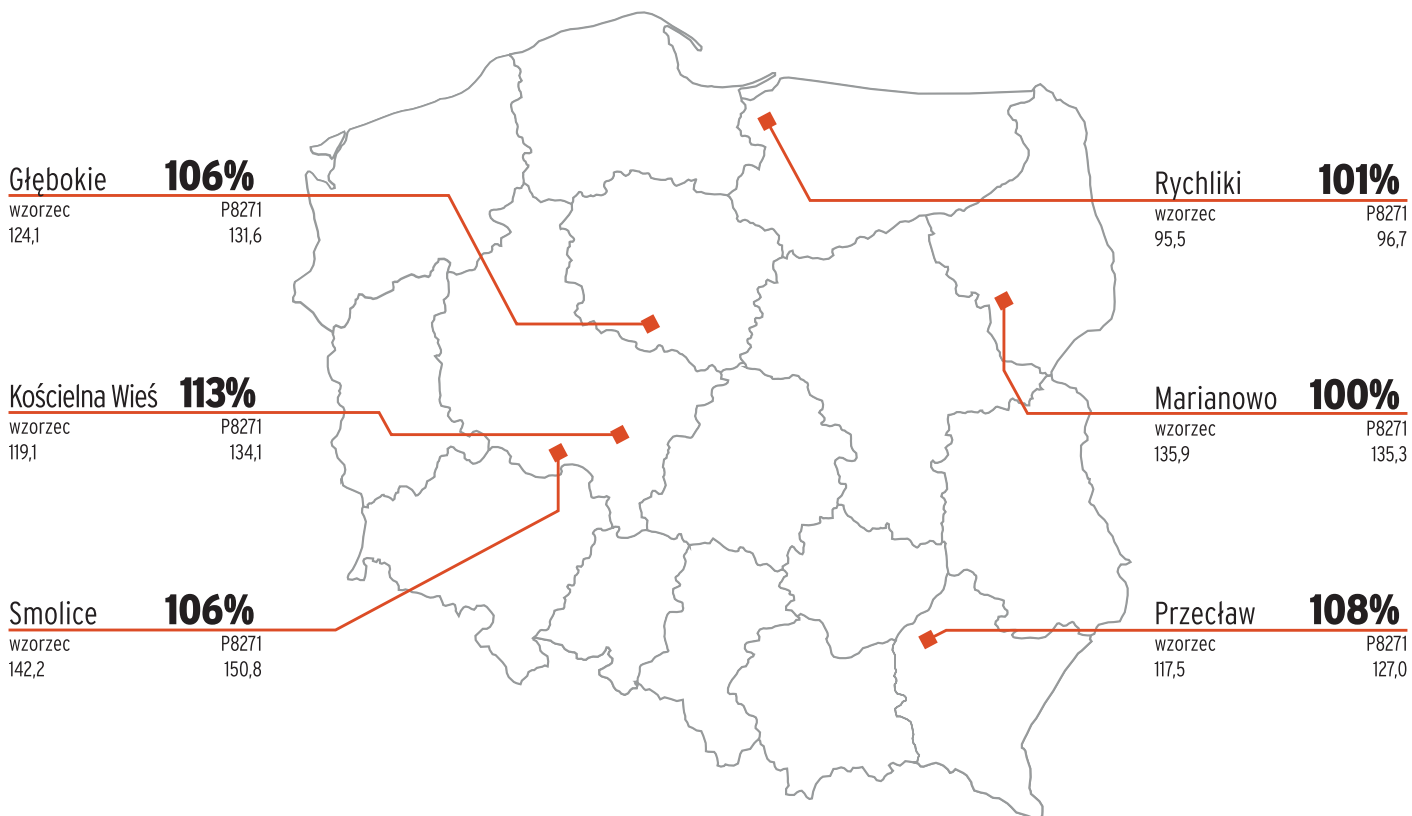 Głębokie 106%
wzorzec P8271
124,1 131,6
Kościelna Wieś 113%
wzorzec P8271
119,1 134,1
Smolice 106%
wzorzec P8271
142,2 150,8
Rychliki 101%
wzorzec P8271
95,5 96,7
Marianowo 100%
wzorzec P8271
135,9 135,3
Przecław 108%
wzorzec P8271
117,5 127,0